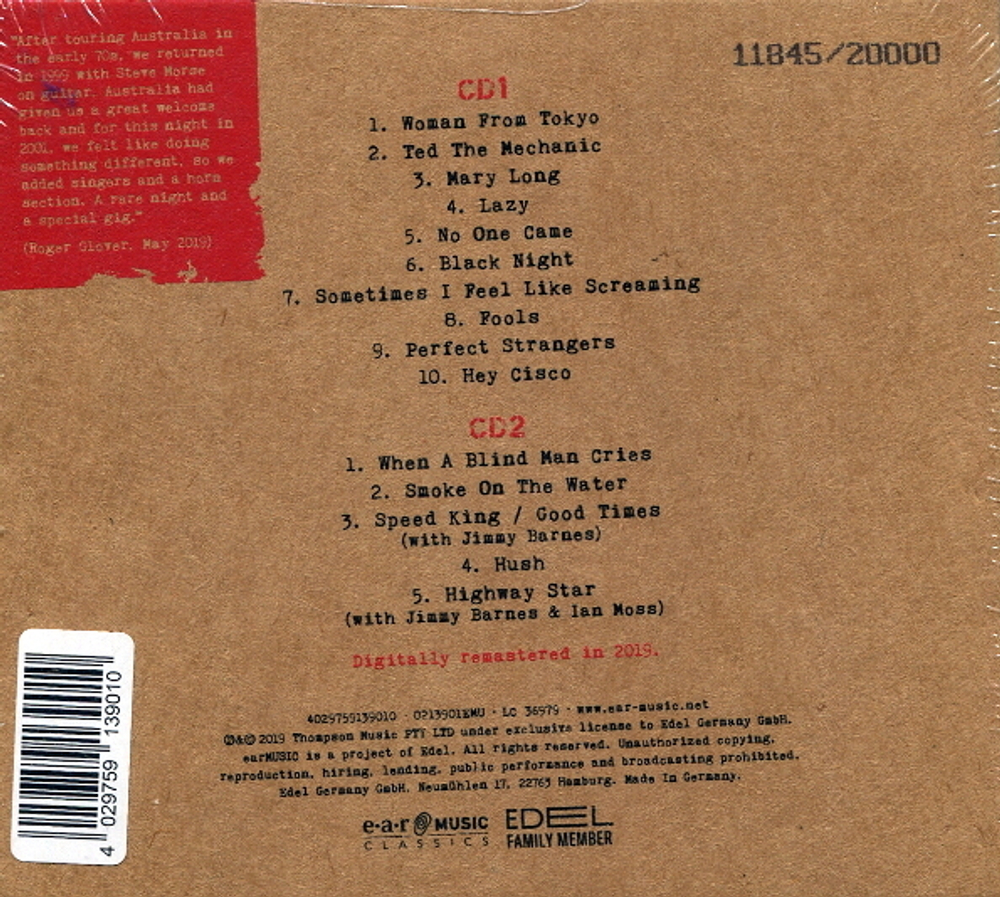 "After touring Australia in
the early 70s, we returned
in 1999 with Steve Morse
on guitar. Australia had
given us a great welcome
back and for this night in
2001, we felt like doing
something different, so we
added singers and a horn
section. A rare night and
a special gig."
(Roger Glover, May 2019)
11845/20000
CD1
1. Woman From Tokyo
2. Ted The Mechanic
3. Mary Long
4. Lazy
5. No One Came
6. Black Night
7. Sometimes I Feel Like Screaming
8. Fools
9. Perfect Strangers
10. Hey Cisco
CD2
1. When A Blind Man Cries
2. Smoke On The Water
3. Speed King / Good Times
(with Jimmy Barnes)
4. Hush
5. Highway Star
(with Jimmy Barnes & Ian Moss)
Digitally remastered in 2019.
4029759139010 · 0213901EMU · LC 36979 · www.ear-music.net
℗&© 2019 Thompson Music PTY LTD under exclusive license to Edel Germany GmbH.
earMUSIC is a project of Edel. All rights reserved. Unauthorized copying,
reproduction, hiring, lending, public performance and broadcasting prohibited.
Edel Germany GmbH, Neumühlen 17, 22763 Hamburg. Made In Germany.
e·a·r MUSIC
CLASSICS
EDEL
FAMILY MEMBER
4 029759 139010